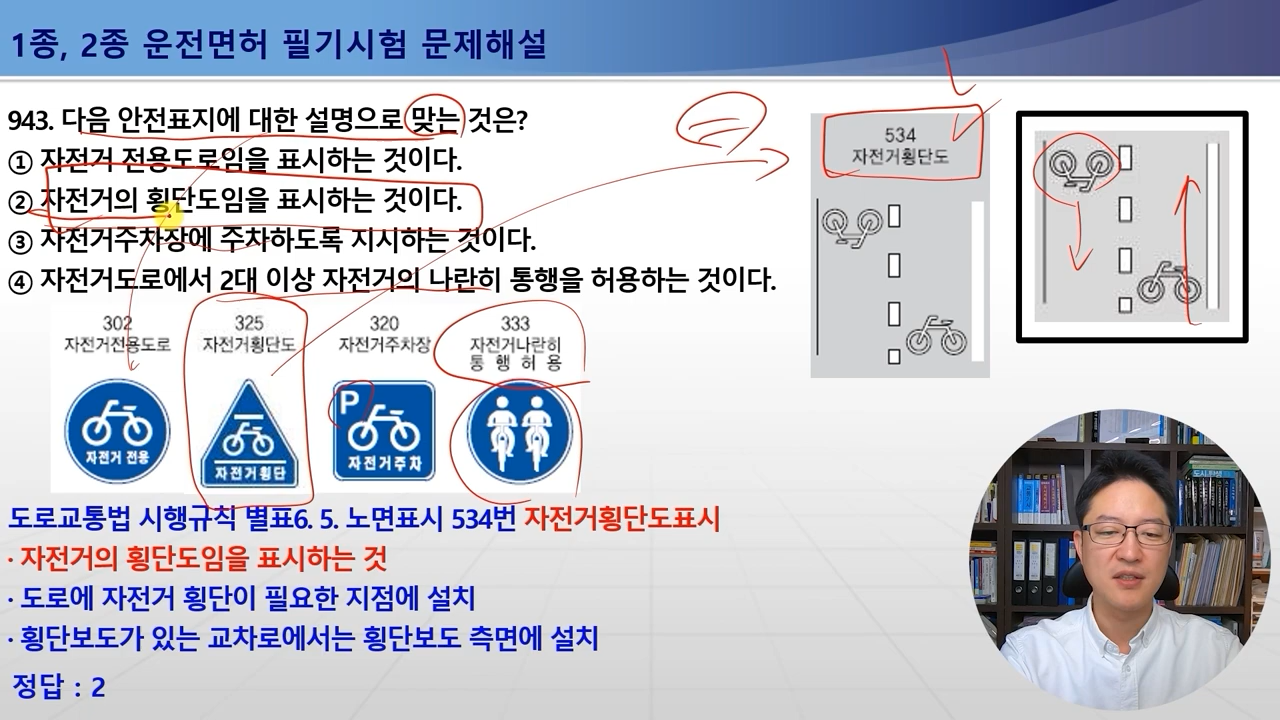 1종, 2종 운전면허 필기시험 문제해설
943. 다음 안전표지에 대한 설명으로 맞는 것은?
① 자전거 전용도로임을 표시하는 것이다.
② 자전거의 횡단도임을 표시하는 것이다.
③ 자전거주차장에 주차하도록 지시하는 것이다.
④ 자전거도로에서 2대 이상 자전거의 나란히 통행을 허용하는 것이다.
534
자전거횡단도
302
자전거전용도로
자전거 전용
325
자전거횡단도
자전거횡단
320
자전거주차장
P
자전거주차
333
자전거나란히
통 행 허 용
도로교통법 시행규칙 별표6. 5. 노면표시 534번 자전거횡단도표시
· 자전거의 횡단도임을 표시하는 것
· 도로에 자전거 횡단이 필요한 지점에 설치
· 횡단보도가 있는 교차로에서는 횡단보도 측면에 설치
정답 : 2